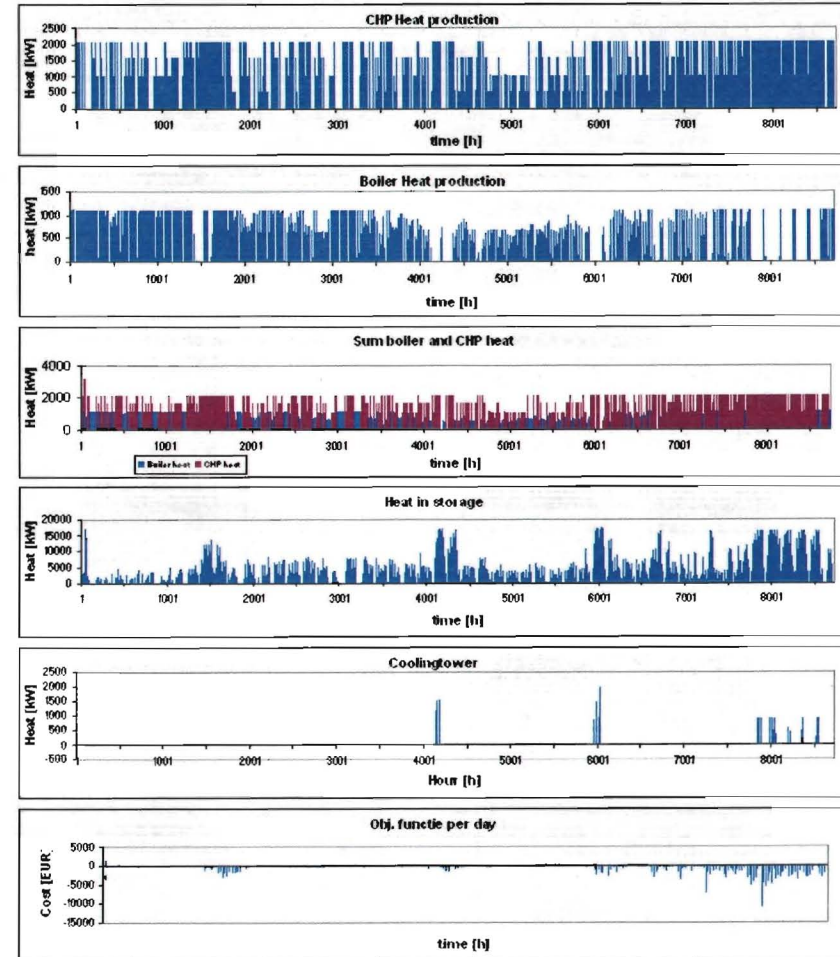 CHP Heat production
Heat [kW]
2500
2000
1500
1000
500
0
1 1001 2001 3001 4001 5001 6001 7001 8001
time [h]
Boiler Heat production
heat [kW]
1500
1000
500
0
1 1001 2001 3001 4001 5001 6001 7001 8001
time [h]
Sum boiler and CHP heat
Heat [kW]
4000
2000
0
1 1001 2001 3001 4001 5001 6001 7001 8001
time [h]
Boiler heat CHP heat
Heat in storage
Heat [kW]
20000
15000
10000
5000
0
1 1001 2001 3001 4001 5001 6001 7001 8001
time [h]
Coolingtower
Heat [kW]
2500
2000
1500
1000
500
0
-500
1 1001 2001 3001 4001 5001 6001 7001 8001
Hour [h]
Obj. functie per day
Cost [EUR]
5000
0
-5000
-10000
-15000
time [h]